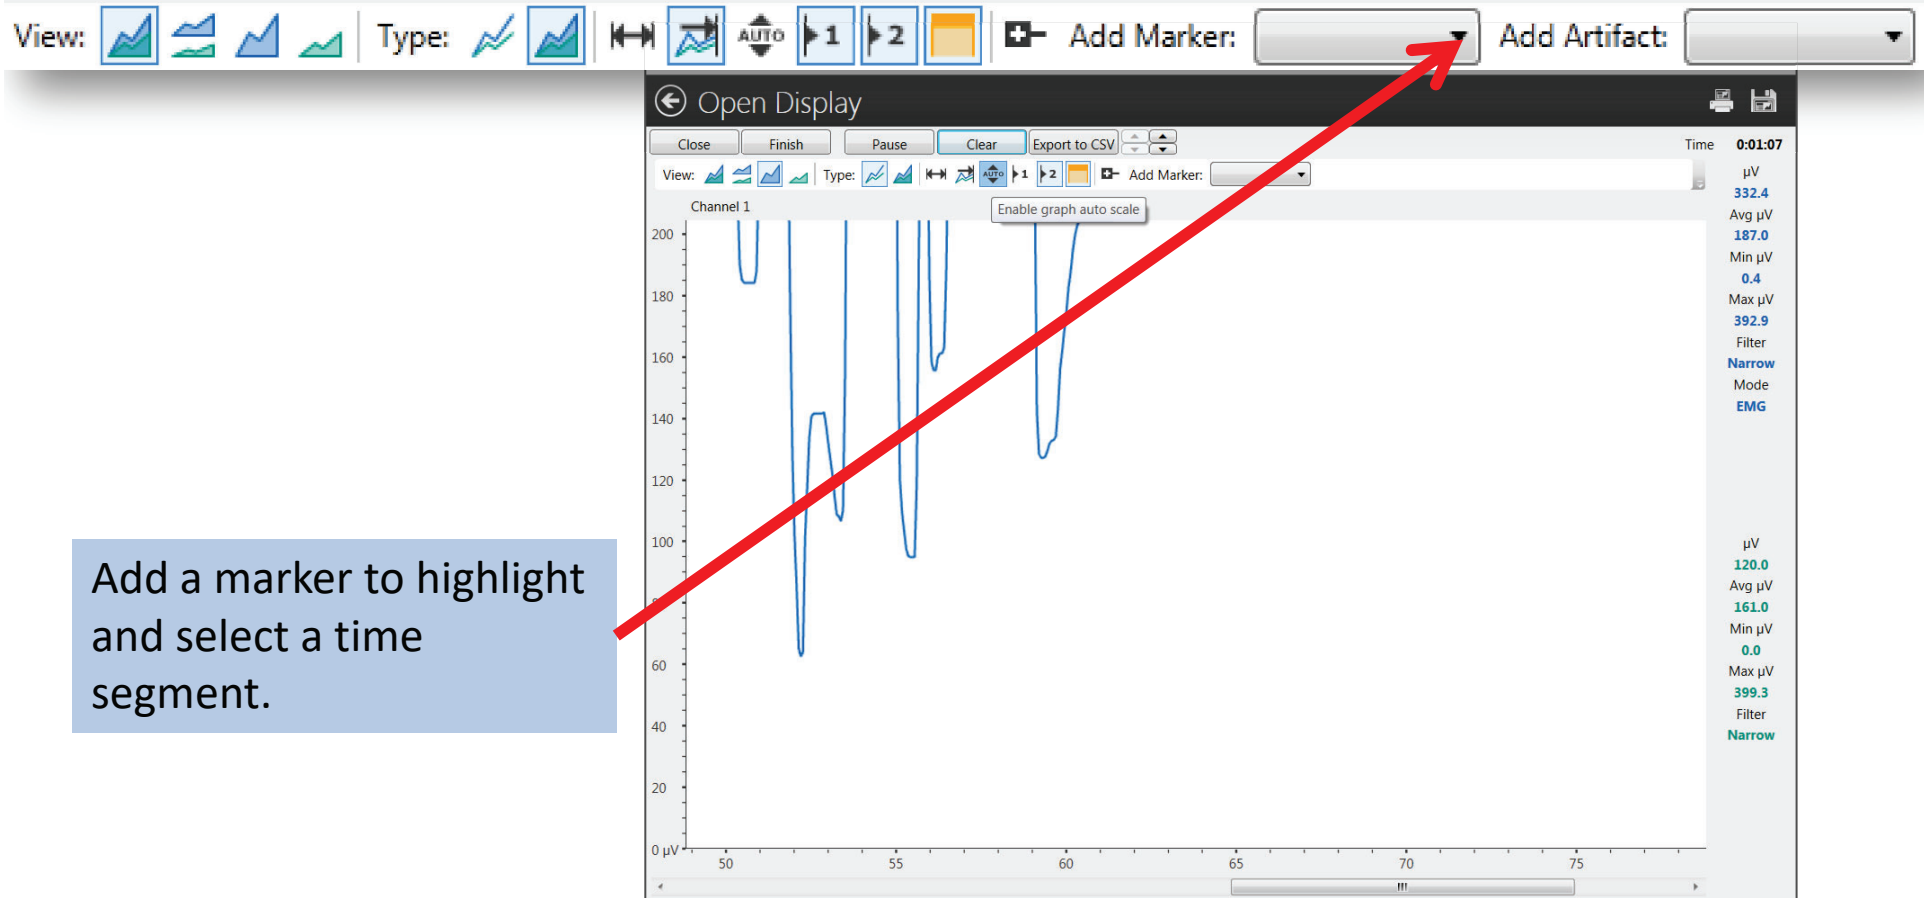 View: Type: AUTO 1 2 Add Marker: Add Artifact:
Open Display
Close Finish Pause Clear Export to CSV Time 0:01:07
View: Type: AUTO 1 2 Add Marker:
Channel 1
Enable graph auto scale
µV
332.4
Avg µV
187.0
Min µV
0.4
Max µV
392.9
Filter
Narrow
Mode
EMG
µV
120.0
Avg µV
161.0
Min µV
0.0
Max µV
399.3
Filter
Narrow
200
180
160
140
120
100
60
40
20
0 µV
50 55 60 65 70 75
Add a marker to highlight
and select a time
segment.